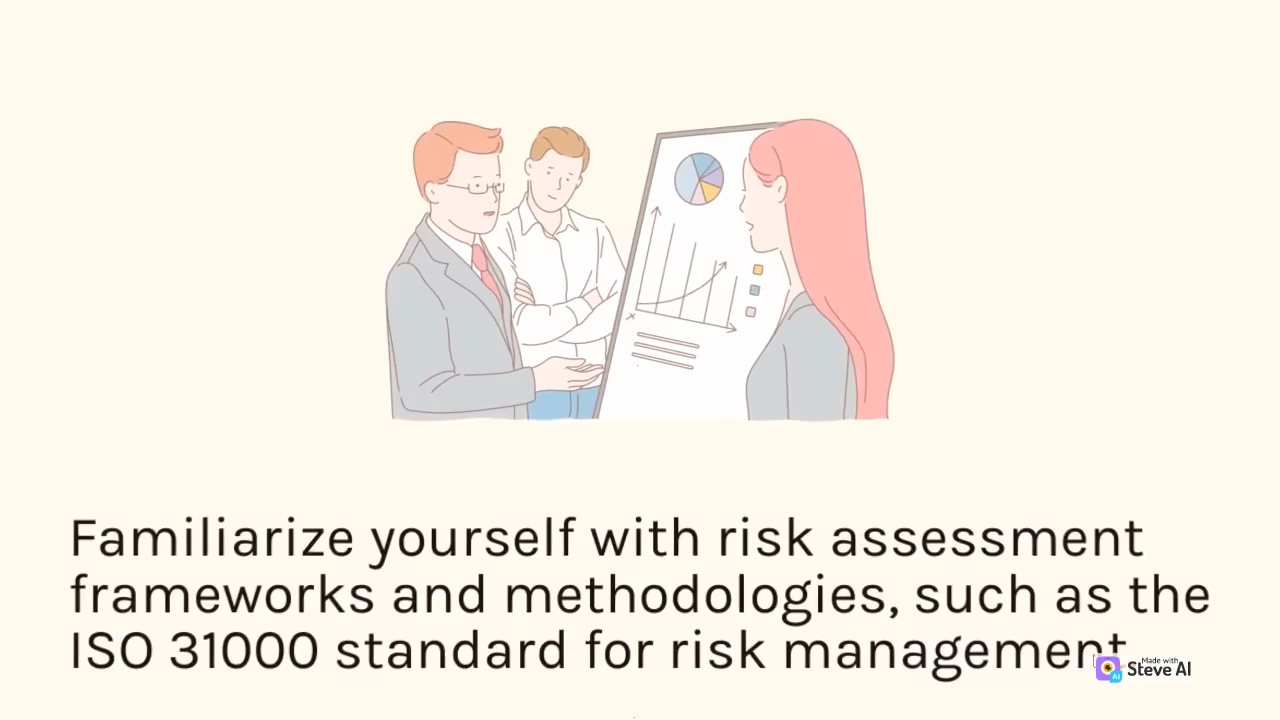 Familiarize yourself with risk assessment
frameworks and methodologies, such as the
ISO 31000 standard for risk management.
Made with
AI Steve AI